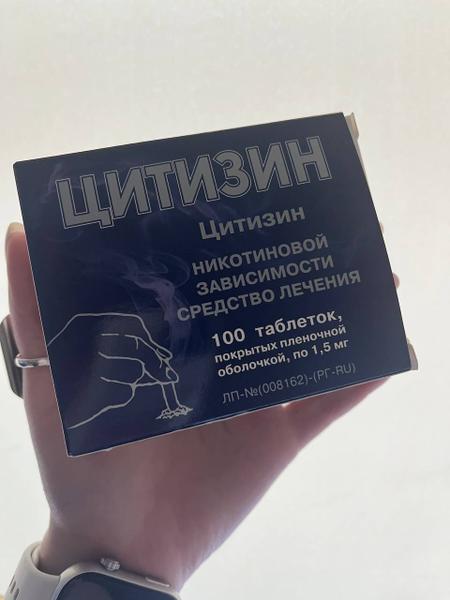 ЦИТИЗИН
Цитизин
НИКОТИНОВОЙ
ЗАВИСИМОСТИ
СРЕДСТВО ЛЕЧЕНИЯ
100 таблеток,
покрытых пленочной
оболочкой, по 1,5 мг
ЛП-№(008162)-(РГ-RU)